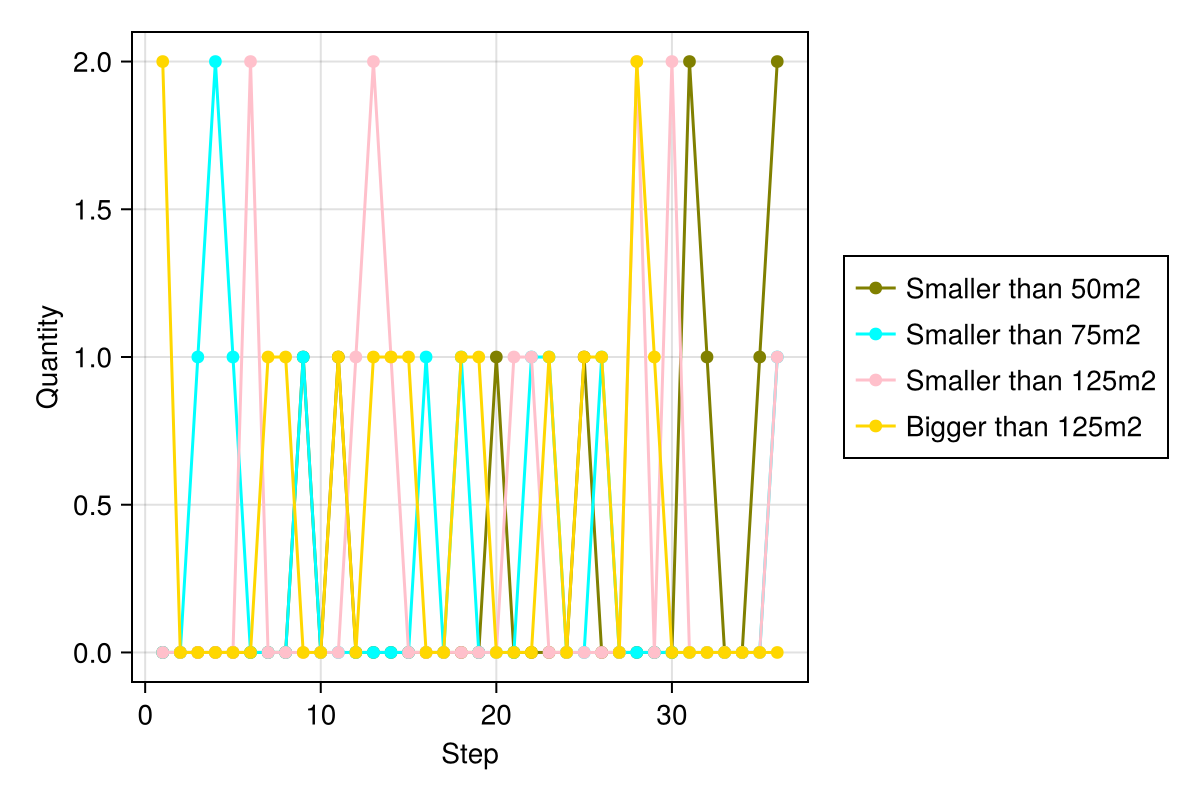 2.0
1.5
1.0
0.5
0.0
Quantity
0 10 20 30
Step
Smaller than 50m2
Smaller than 75m2
Smaller than 125m2
Bigger than 125m2